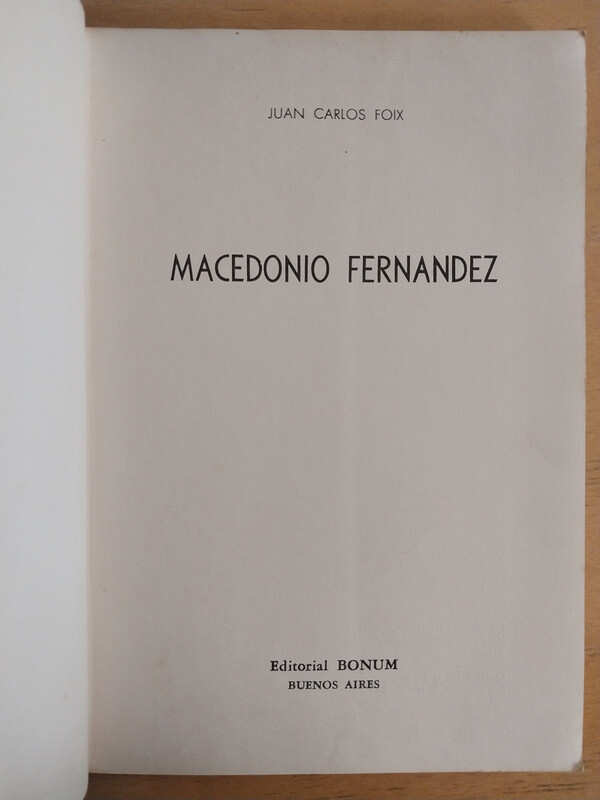 JUAN CARLOS FOIX
MACEDONIO FERNANDEZ
Editorial BONUM
BUENOS AIRES